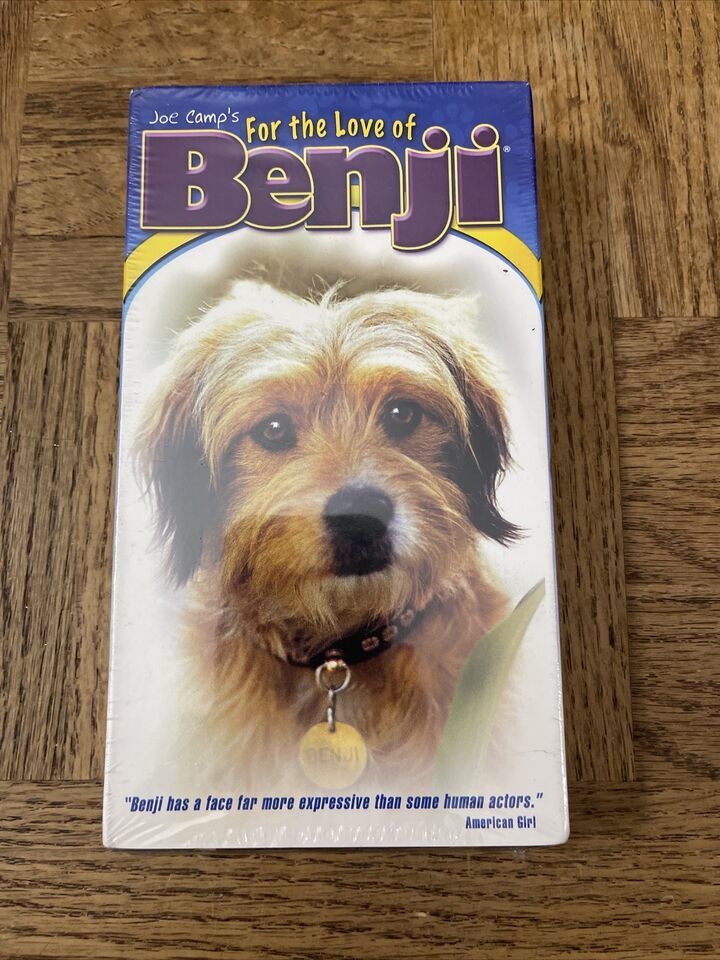 Joe Camp's
For the Love of
Benji®
BENJI
"Benji has a face far more expressive than some human actors."
American Girl